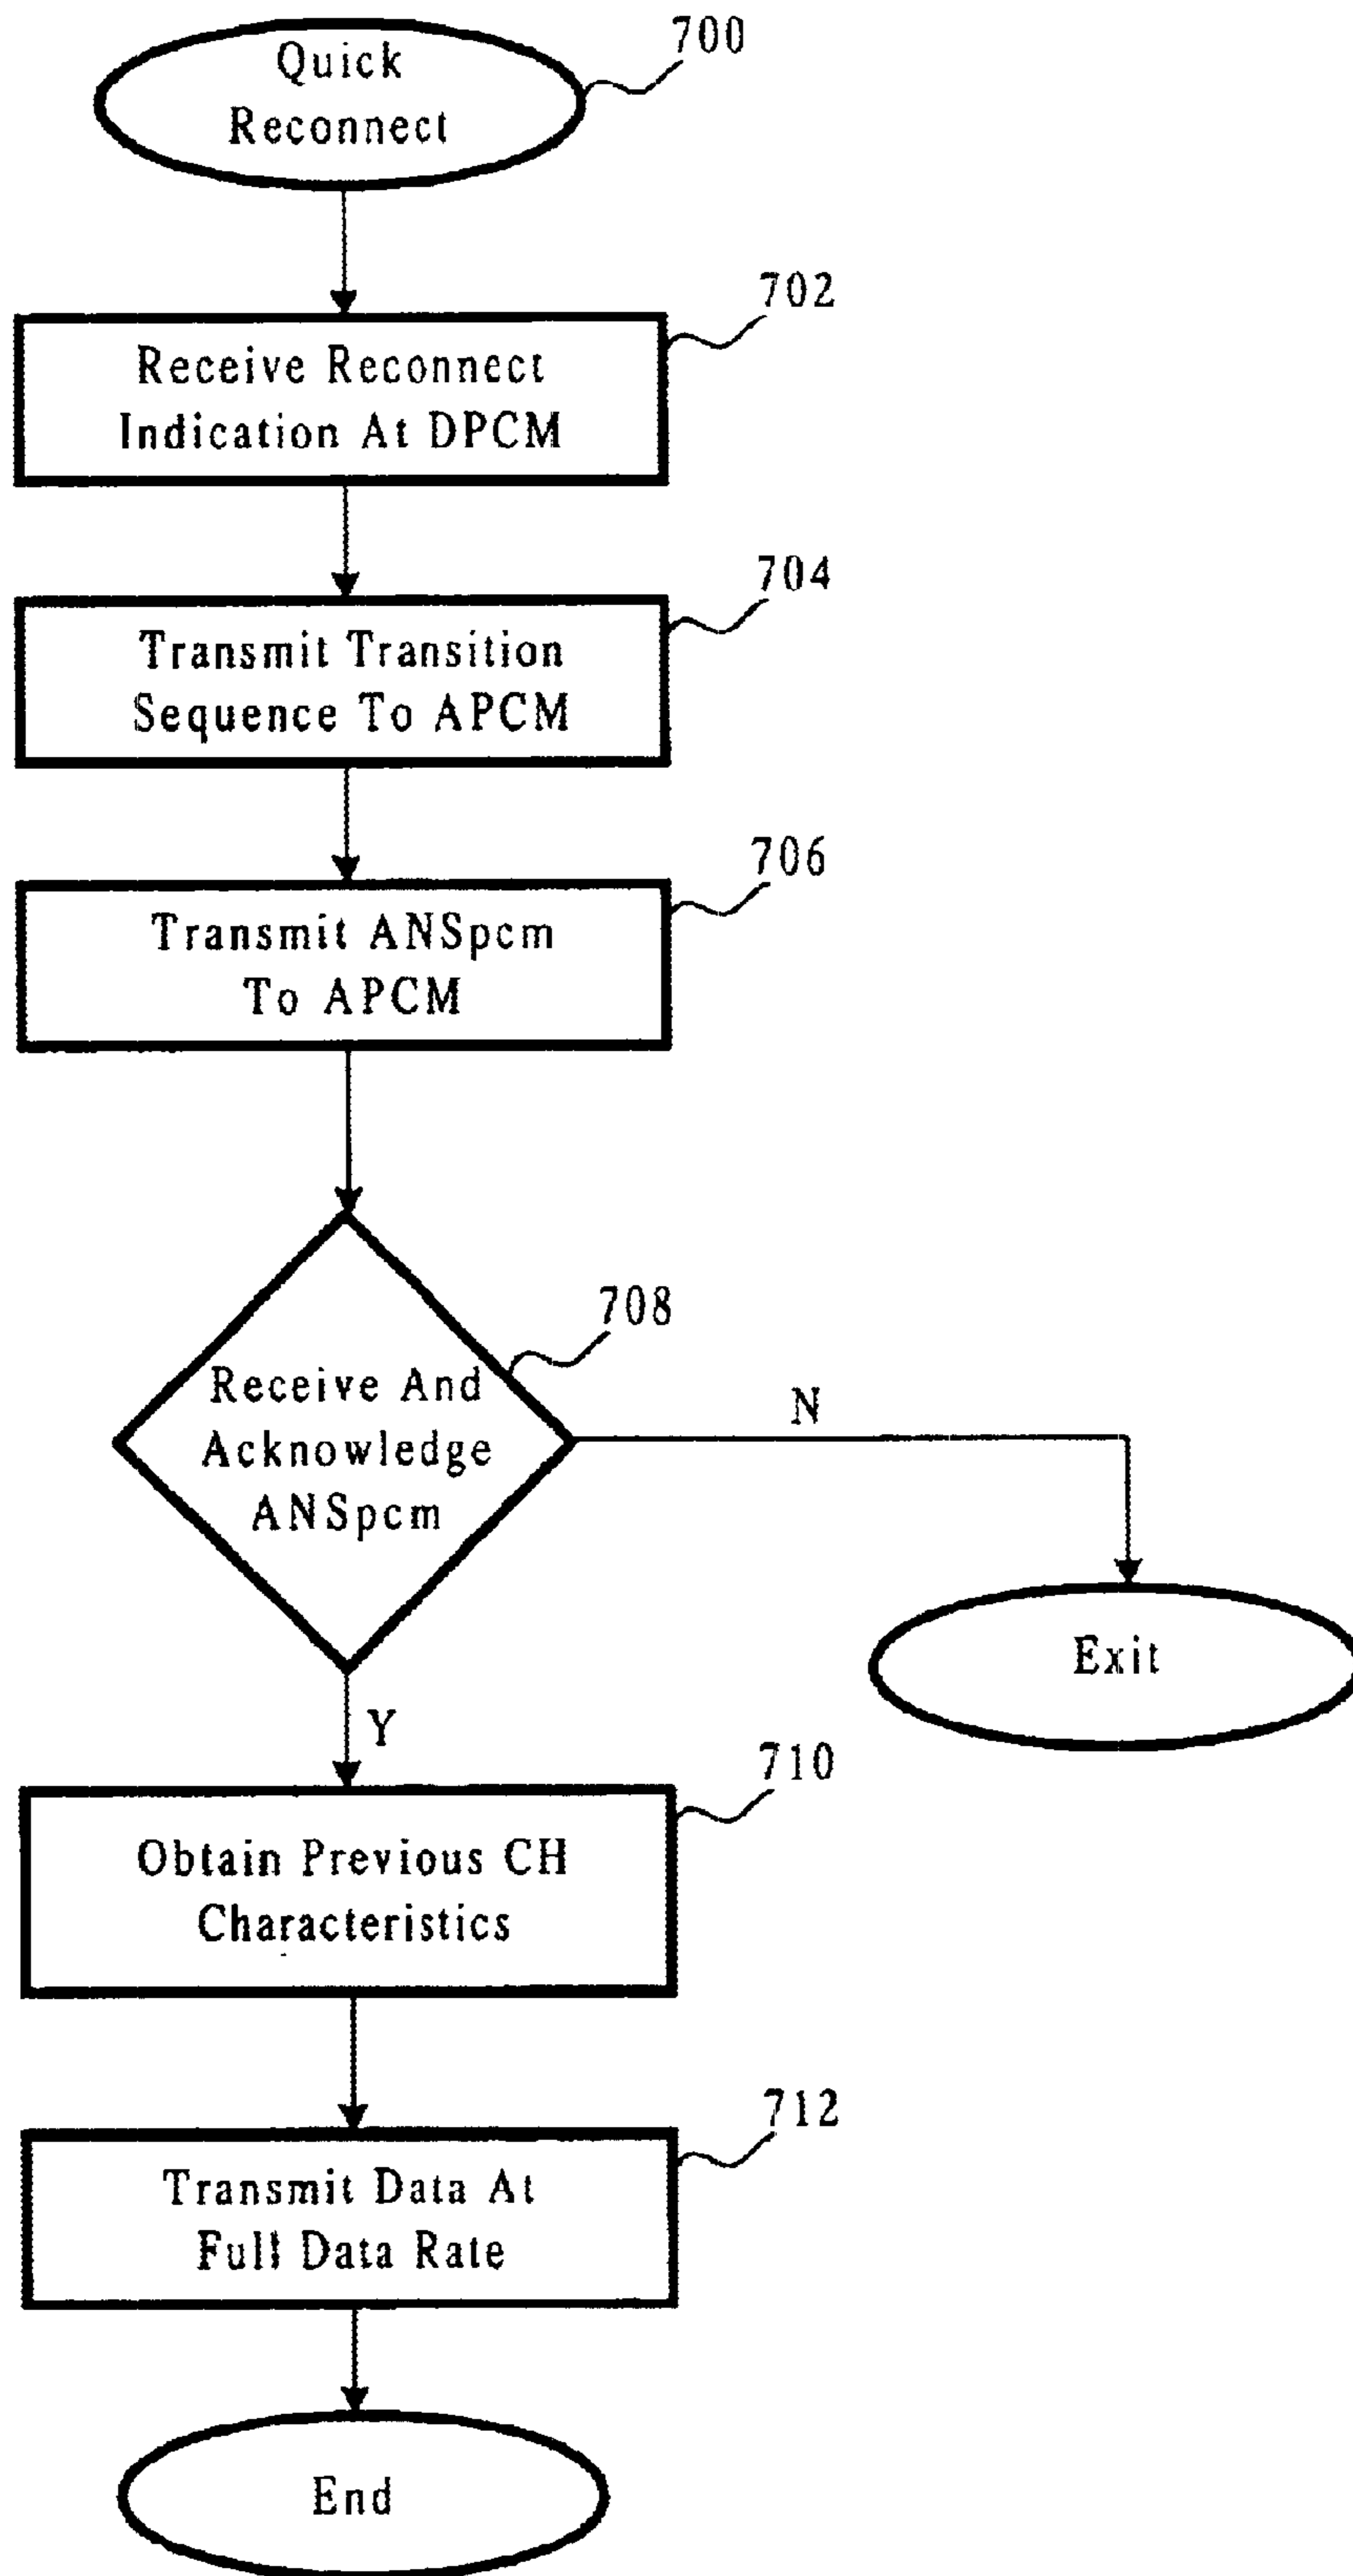 Quick
Reconnect
700
Receive Reconnect
Indication At DPCM
702
Transmit Transition
Sequence To APCM
704
Transmit ANSpcm
To APCM
706
Receive And
Acknowledge
ANSpcm
708
N
Exit
Y
Obtain Previous CH
Characteristics
710
Transmit Data At
Full Data Rate
712
End